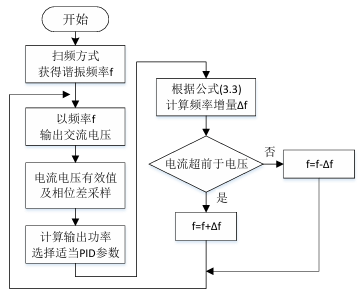 开始
扫频方式
获得谐振频率f
以频率f
输出交流电压
电流电压有效值
及相位差采样
计算输出功率
选择适当PID参数
根据公式(3.3)
计算频率增量Δf
电流超前于电压
否
f=f-Δf
是
f=f+Δf